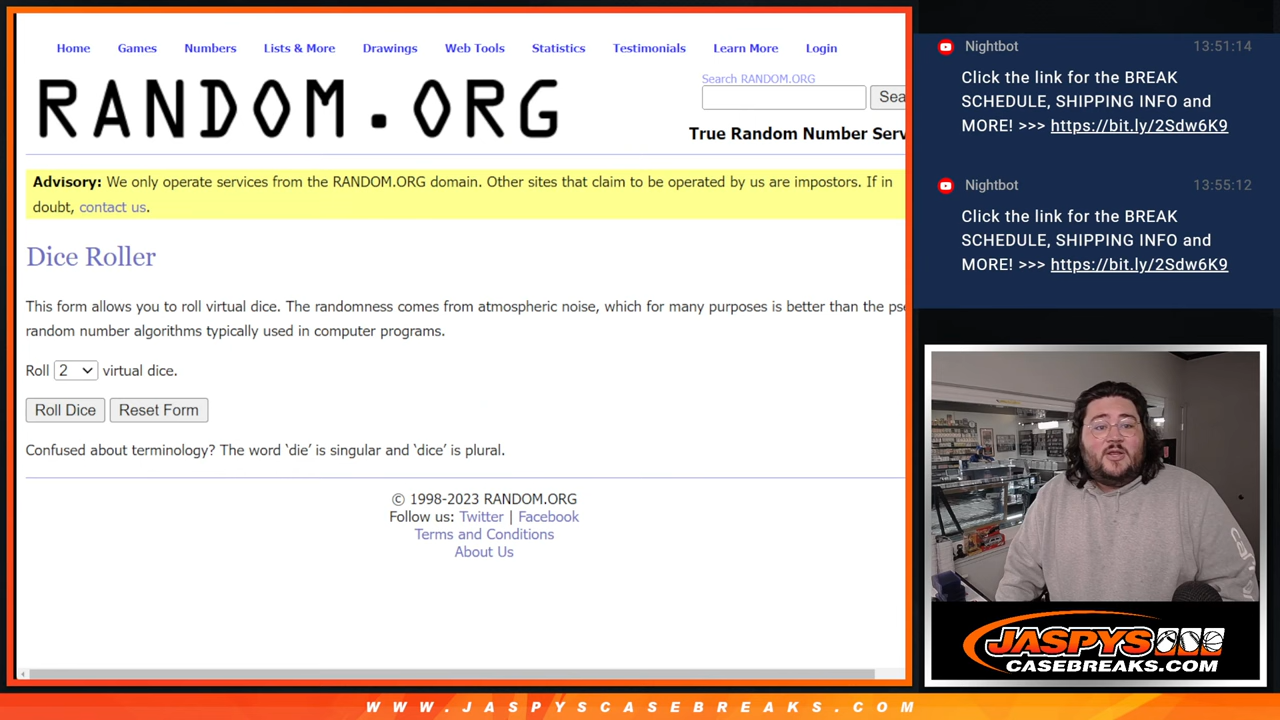 Home Games Numbers Lists & More Drawings Web Tools Statistics Testimonials Learn More Login
RANDOM.ORG
Search RANDOM.ORG
Sea
True Random Number Serv
Advisory: We only operate services from the RANDOM.ORG domain. Other sites that claim to be operated by us are impostors. If in
doubt, contact us.
Dice Roller
This form allows you to roll virtual dice. The randomness comes from atmospheric noise, which for many purposes is better than the pse
random number algorithms typically used in computer programs.
Roll 2 virtual dice.
Roll Dice Reset Form
Confused about terminology? The word ‘die’ is singular and ‘dice’ is plural.
© 1998-2023 RANDOM.ORG
Follow us: Twitter | Facebook
Terms and Conditions
About Us
Nightbot 13:51:14
Click the link for the BREAK
SCHEDULE, SHIPPING INFO and
MORE! >>> https://bit.ly/2Sdw6K9
Nightbot 13:55:12
Click the link for the BREAK
SCHEDULE, SHIPPING INFO and
MORE! >>> https://bit.ly/2Sdw6K9
JASPYS
CASEBREAKS.COM
WWW.JASPYSCASEBREAKS.COM